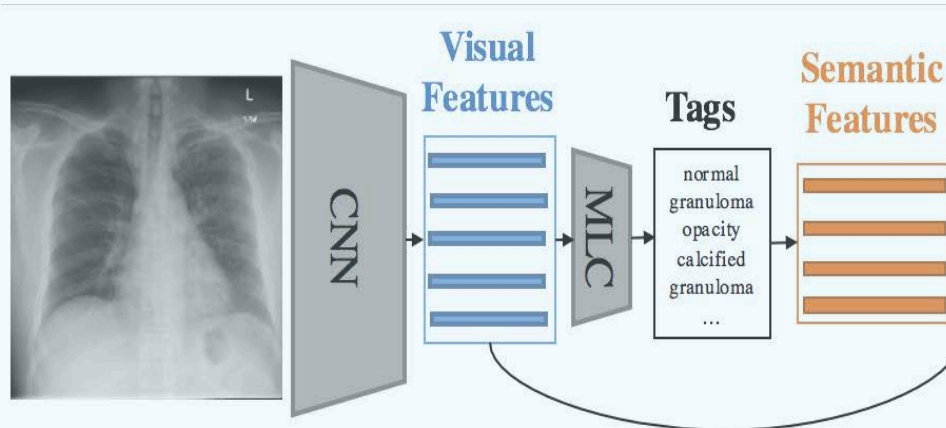 L
CNN
Visual
Features
MLC
Tags
normal
granuloma
opacity
calcified
granuloma
...
Semantic
Features